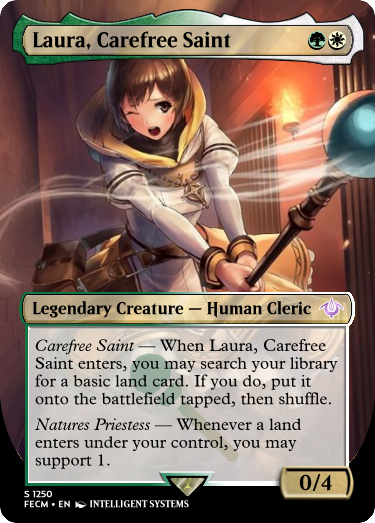 Laura, Carefree Saint
Legendary Creature — Human Cleric
Carefree Saint — When Laura, Carefree
Saint enters, you may search your library
for a basic land card. If you do, put it
onto the battlefield tapped, then shuffle.
Natures Priestess — Whenever a land
enters under your control, you may
support 1.
0/4
S 1250
FECM • EN INTELLIGENT SYSTEMS